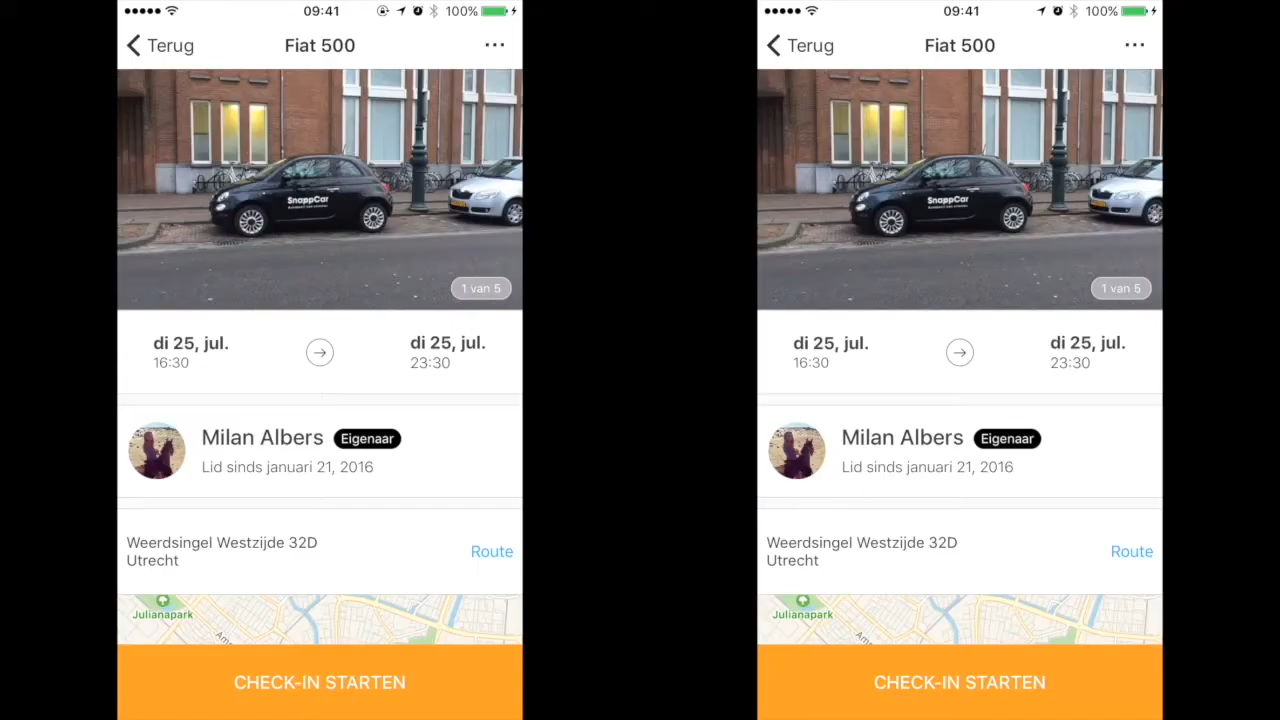 09:41
100%
Terug
Fiat 500
SnappCar
1 van 5
di 25, jul.
di 25, jul.
16:30
23:30
Milan Albers
Eigenaar
Lid sinds januari 21, 2016
Weerdsingel Westzijde 32D
Utrecht
Route
Julianapark
CHECK-IN STARTEN
09:41
100%
Terug
Fiat 500
SnappCar
1 van 5
di 25, jul.
di 25, jul.
16:30
23:30
Milan Albers
Eigenaar
Lid sinds januari 21, 2016
Weerdsingel Westzijde 32D
Utrecht
Route
Julianapark
CHECK-IN STARTEN